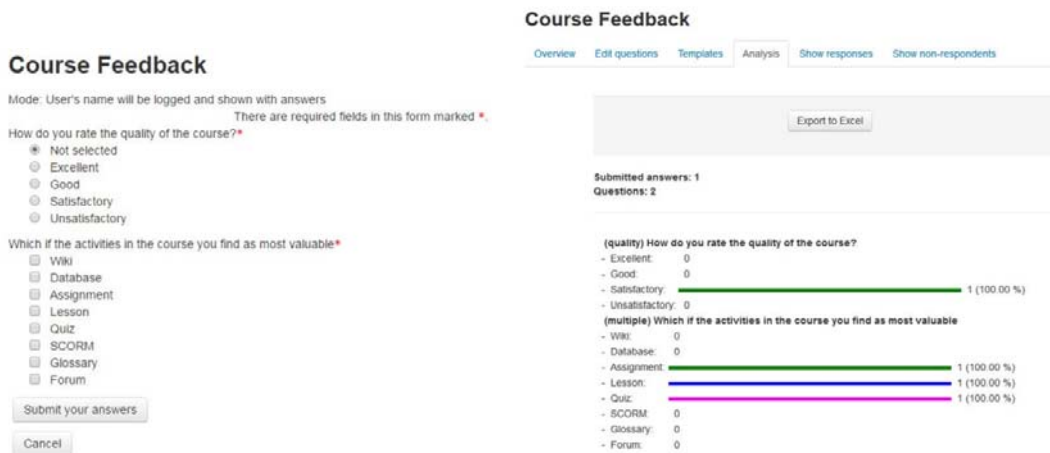 Course Feedback
Mode: User's name will be logged and shown with answers
There are required fields in this form marked *.
How do you rate the quality of the course?*
Not selected
Excellent
Good
Satisfactory
Unsatisfactory
Which if the activities in the course you find as most valuable*
Wiki
Database
Assignment
Lesson
Quiz
SCORM
Glossary
Forum
Submit your answers
Cancel
Course Feedback
Overview Edit questions Templates Analysis Show responses Show non-respondents
Export to Excel
Submitted answers: 1
Questions: 2
(quality) How do you rate the quality of the course?
- Excellent: 0
- Good: 0
- Satisfactory: 1 (100.00 %)
- Unsatisfactory: 0
(multiple) Which if the activities in the course you find as most valuable
- Wiki: 0
- Database: 0
- Assignment: 1 (100.00 %)
- Lesson: 1 (100.00 %)
- Quiz: 1 (100.00 %)
- SCORM: 0
- Glossary: 0
- Forum: 0